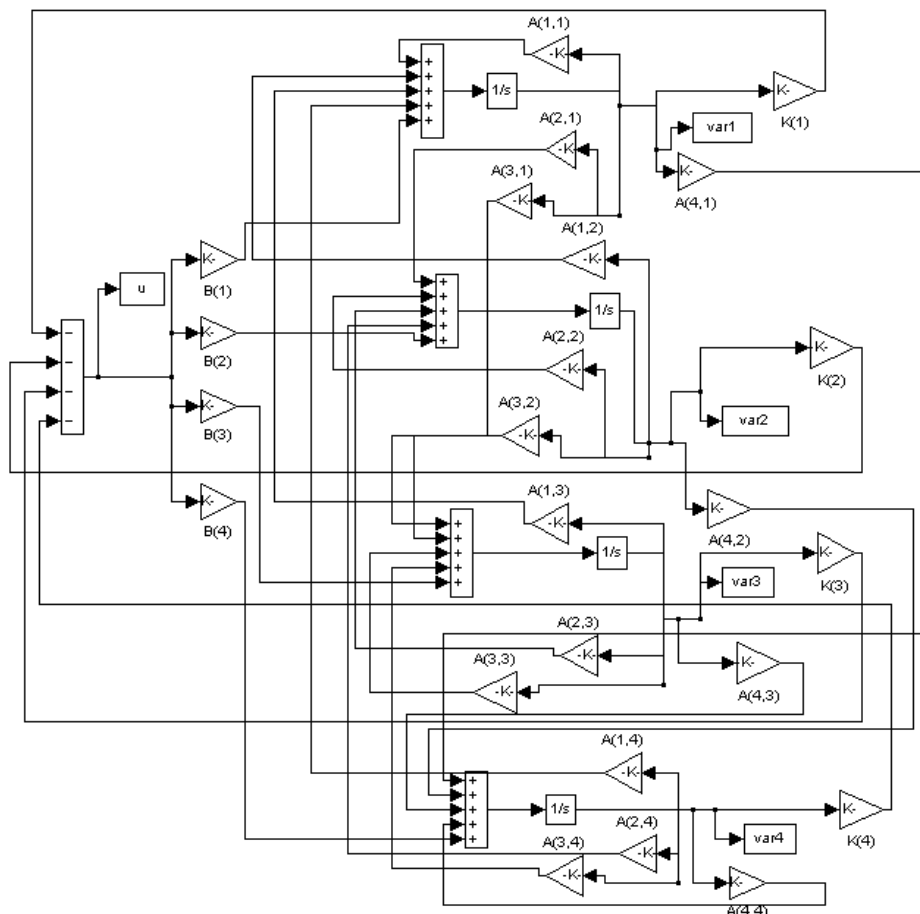 A(1,1)
-K-
+
+
+
+
+
1/s
K-
K(1)
var1
A(2,1)
-K-
A(3,1)
-K-
K-
A(4,1)
A(1,2)
-K-
K-
B(1)
u
+
+
+
+
+
1/s
−
−
−
−
K-
B(2)
A(2,2)
-K-
K-
K(2)
var2
K-
B(3)
A(3,2)
-K-
K-
B(4)
A(1,3)
-K-
K-
A(4,2)
+
+
+
+
+
1/s
K-
K(3)
var3
A(2,3)
-K-
A(3,3)
-K-
K-
A(4,3)
A(1,4)
-K-
+
+
+
+
+
1/s
K-
K(4)
A(2,4)
-K-
var4
A(3,4)
-K-
K-
A(4,4)